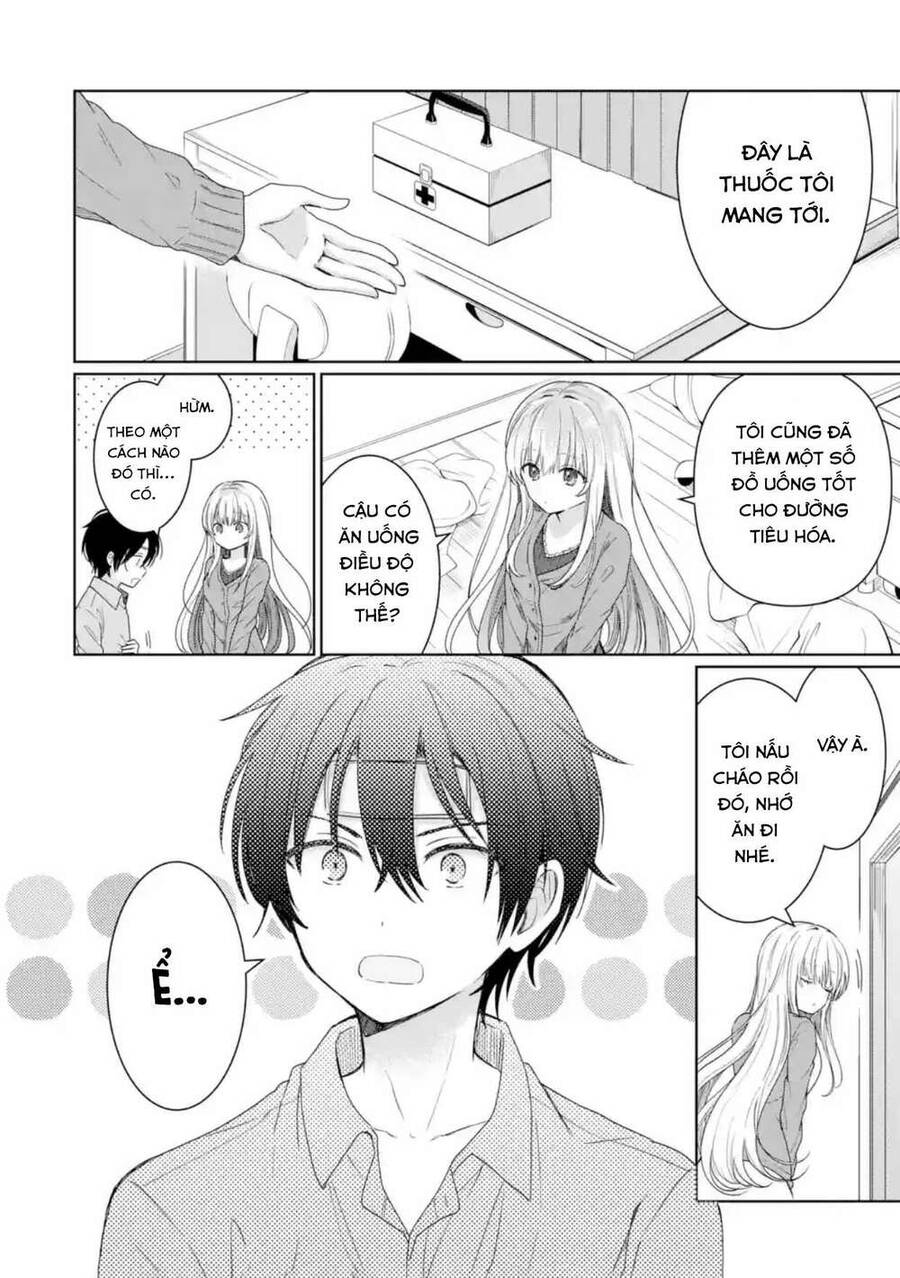 ĐÂY LÀ
THUỐC TÔI
MANG TỚI.
TÔI CŨNG ĐÃ
THÊM MỘT SỐ
ĐỒ UỐNG TỐT
CHO ĐƯỜNG
TIÊU HÓA.
CẬU CÓ
ĂN UỐNG
ĐIỀU ĐỘ
KHÔNG
THẾ?
HỪM.
THEO MỘT
CÁCH NÀO
ĐÓ THÌ...
CÓ.
VẬY À.
TÔI NẤU
CHÁO RỒI
ĐÓ, NHỚ
ĂN ĐI
NHÉ.
Ể...